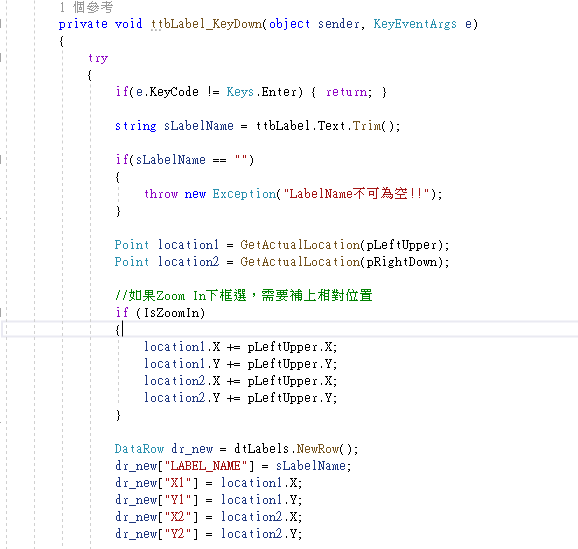 1 個參考
private void ttbLabel_KeyDown(object sender, KeyEventArgs e)
{
try
{
if(e.KeyCode != Keys.Enter) { return; }
string sLabelName = ttbLabel.Text.Trim();
if(sLabelName == "")
{
throw new Exception("LabelName不可為空!!");
}
Point location1 = GetActualLocation(pLeftUpper);
Point location2 = GetActualLocation(pRightDown);
//如果Zoom In下框選，需要補上相對位置
if (IsZoomIn)
{
location1.X += pLeftUpper.X;
location1.Y += pLeftUpper.Y;
location2.X += pLeftUpper.X;
location2.Y += pLeftUpper.Y;
}
DataRow dr_new = dtLabels.NewRow();
dr_new["LABEL_NAME"] = sLabelName;
dr_new["X1"] = location1.X;
dr_new["Y1"] = location1.Y;
dr_new["X2"] = location2.X;
dr_new["Y2"] = location2.Y;